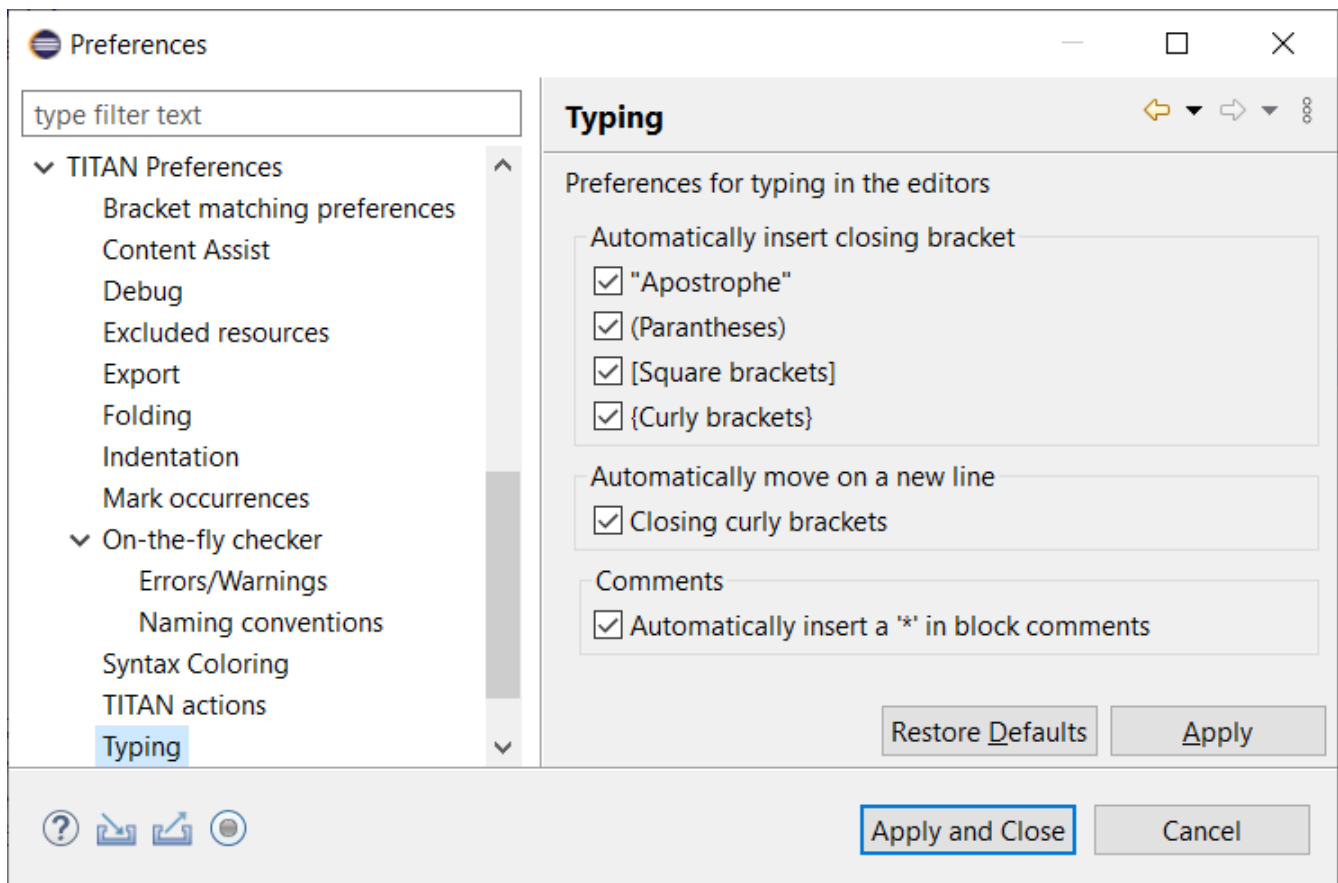 Preferences
type filter text
TITAN Preferences
Bracket matching preferences
Content Assist
Debug
Excluded resources
Export
Folding
Indentation
Mark occurrences
On-the-fly checker
Errors/Warnings
Naming conventions
Syntax Coloring
TITAN actions
Typing
Typing
Preferences for typing in the editors
Automatically insert closing bracket
"Apostrophe"
(Parantheses)
[Square brackets]
{Curly brackets}
Automatically move on a new line
Closing curly brackets
Comments
Automatically insert a '*' in block comments
Restore Defaults
Apply
Apply and Close
Cancel